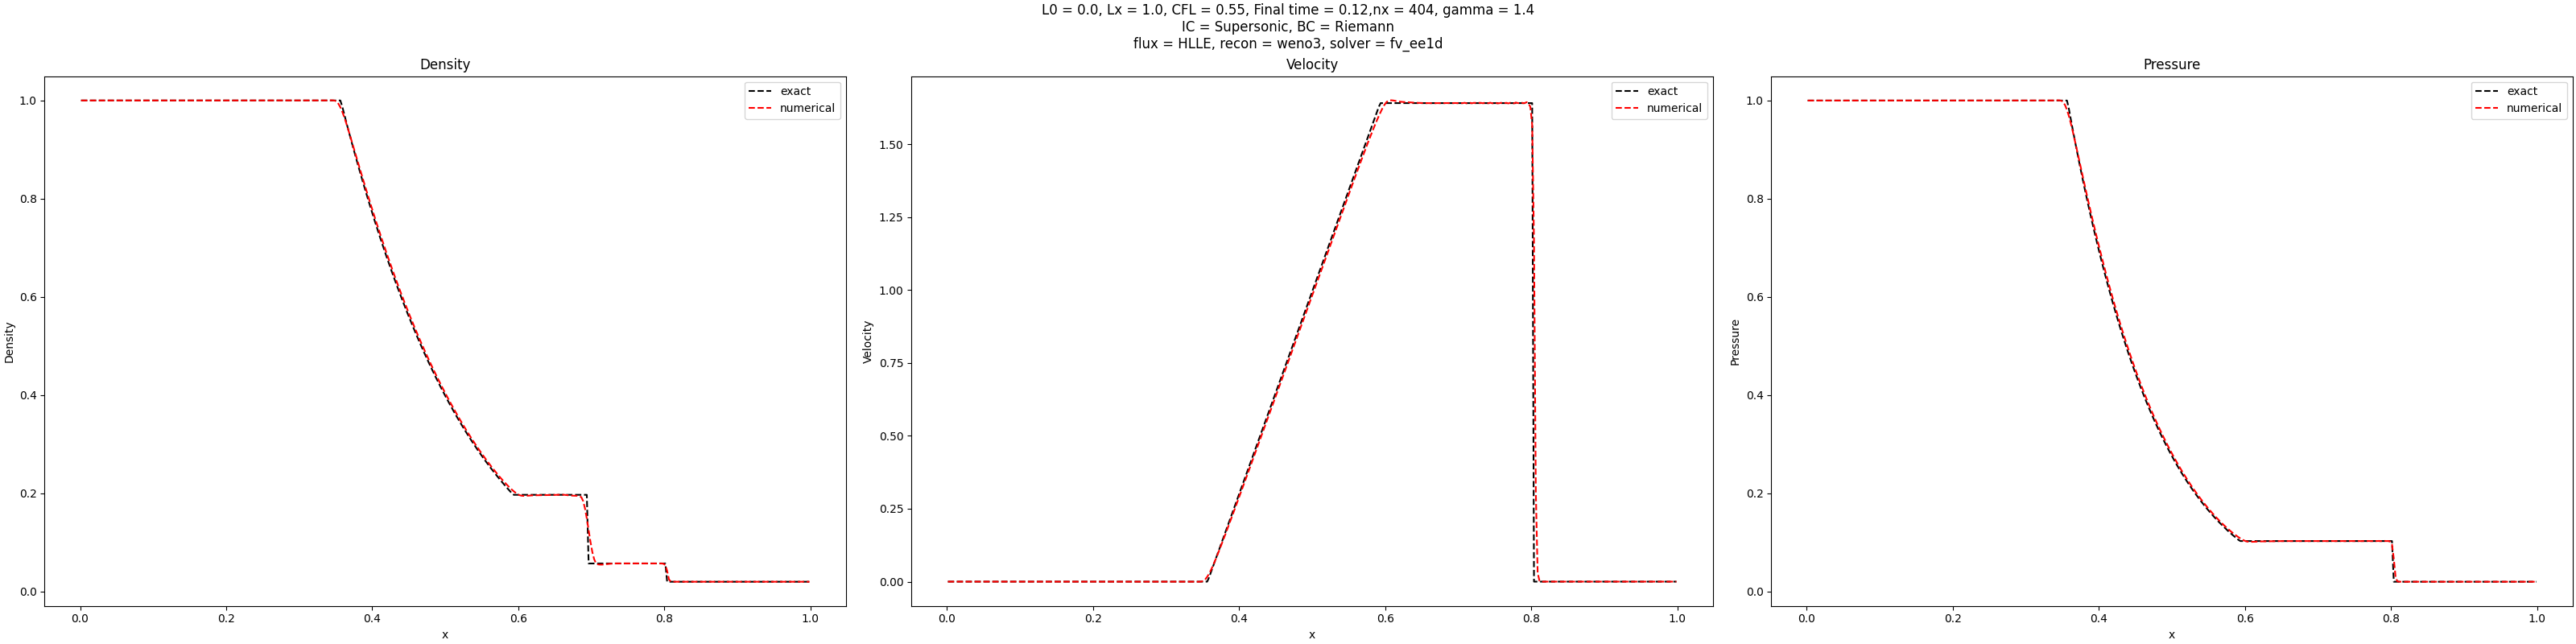 L0 = 0.0, Lx = 1.0, CFL = 0.55, Final time = 0.12,nx = 404, gamma = 1.4
IC = Supersonic, BC = Riemann
flux = HLLE, recon = weno3, solver = fv_ee1d
Density
exact
numerical
Density
1.0
0.8
0.6
0.4
0.2
0.0
0.0 0.2 0.4 0.6 0.8 1.0
x
Velocity
exact
numerical
Velocity
1.50
1.25
1.00
0.75
0.50
0.25
0.00
0.0 0.2 0.4 0.6 0.8 1.0
x
Pressure
exact
numerical
Pressure
1.0
0.8
0.6
0.4
0.2
0.0
0.0 0.2 0.4 0.6 0.8 1.0
x